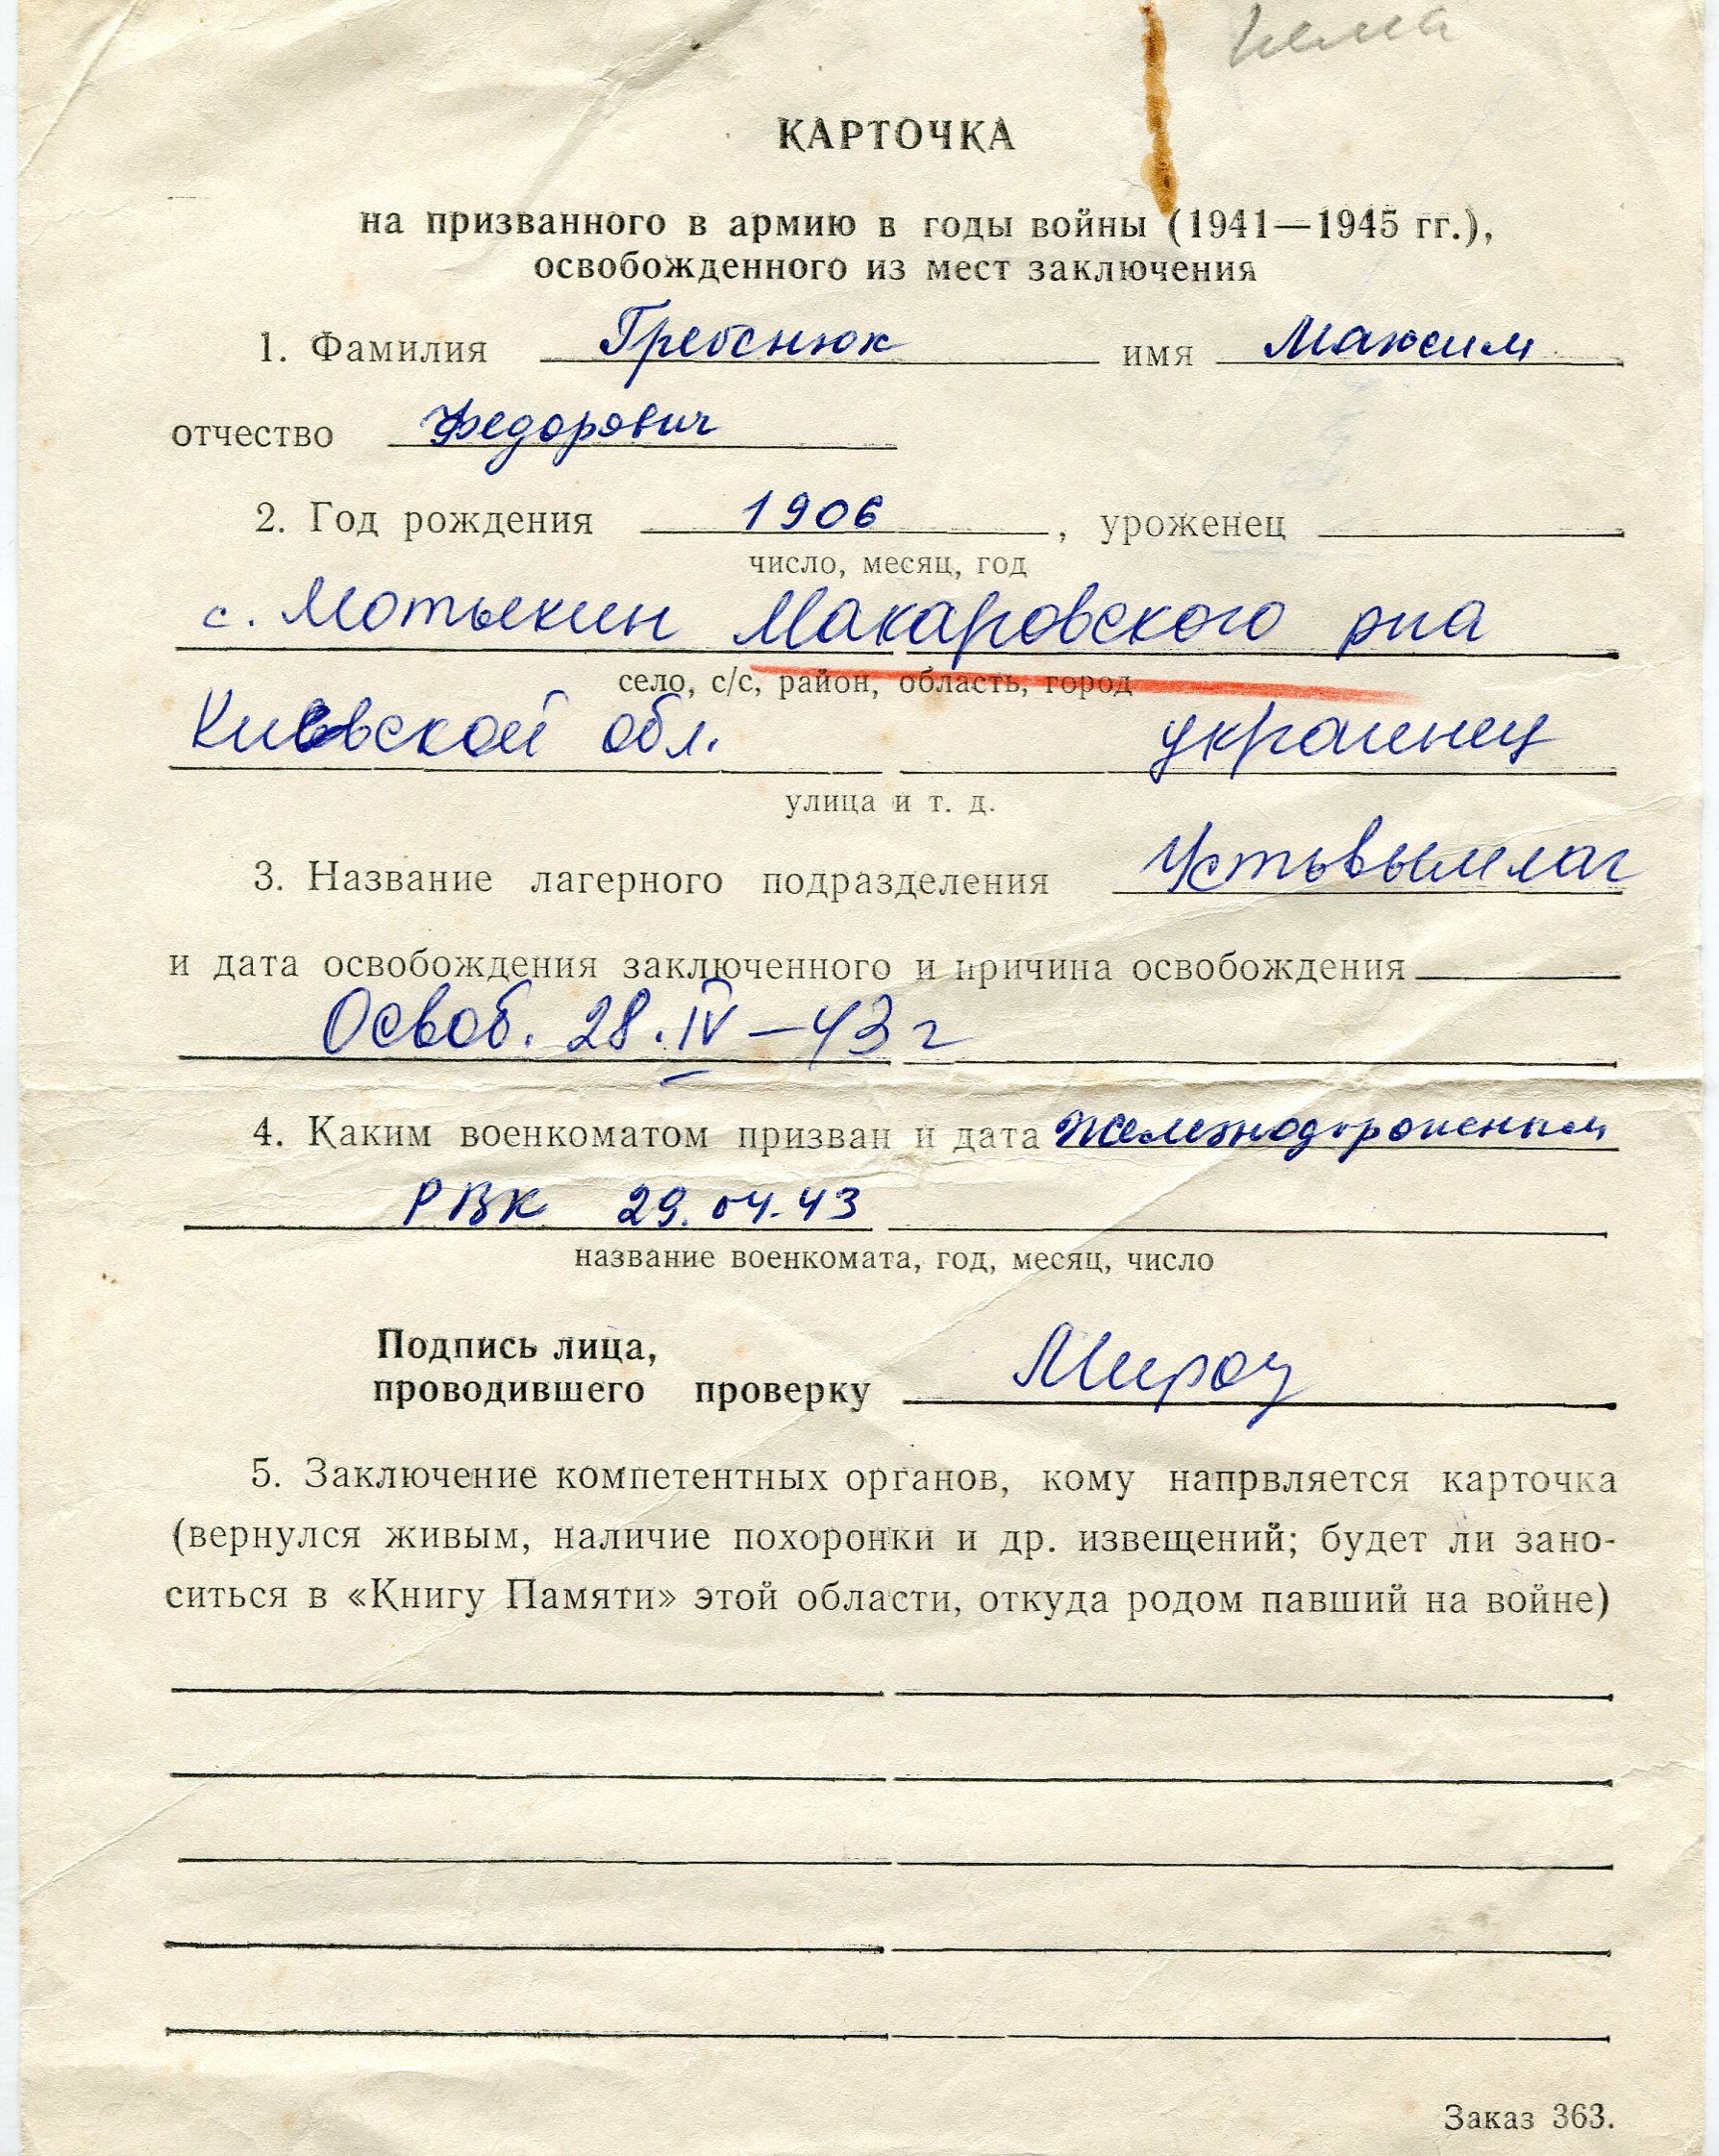 КАРТОЧКА
на призванного в армию в годы войны (1941—1945 гг.),
освобожденного из мест заключения
1. Фамилия Гребенюк имя Максим
отчество Федорович
2. Год рождения 1906, уроженец
число, месяц, год
с. Мотыжин Макаровского р-на
село, с/с, район, область, город
Киевской обл. украинец
улица и т. д.
3. Название лагерного подразделения Устьвымлаг
и дата освобождения заключенного и причина освобождения
Освоб. 28.IV—43г
4. Каким военкоматом призван и дата Железнодорожным
РВК 29.04.43
название военкомата, год, месяц, число
Подпись лица,
проводившего проверку
5. Заключение компетентных органов, кому напрвляется карточка
(вернулся живым, наличие похоронки и др. извещений; будет ли зано-
ситься в «Книгу Памяти» этой области, откуда родом павший на войне)
Заказ 363.